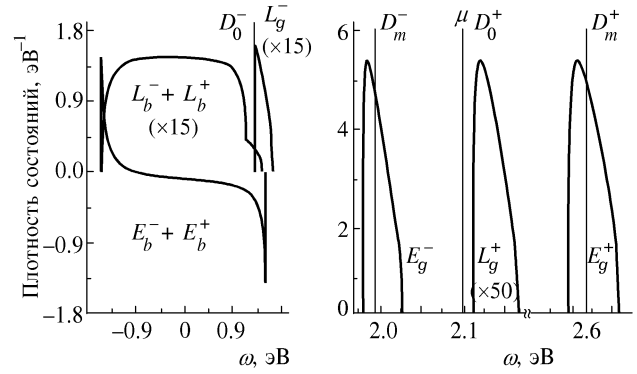 D₀⁻ L_g⁻
(×15)
1.8
0.9
0.0
−0.9
−1.8
Плотность состояний, эВ⁻¹
L_b⁻ + L_b⁺
(×15)
E_b⁻ + E_b⁺
−0.9 0 0.9
ω, эВ
D_m⁻ μ D₀⁺ D_m⁺
6
4
2
0
E_g⁻ L_g⁺ E_g⁺
(×50)
2.0 2.1 ≈ 2.6
ω, эВ